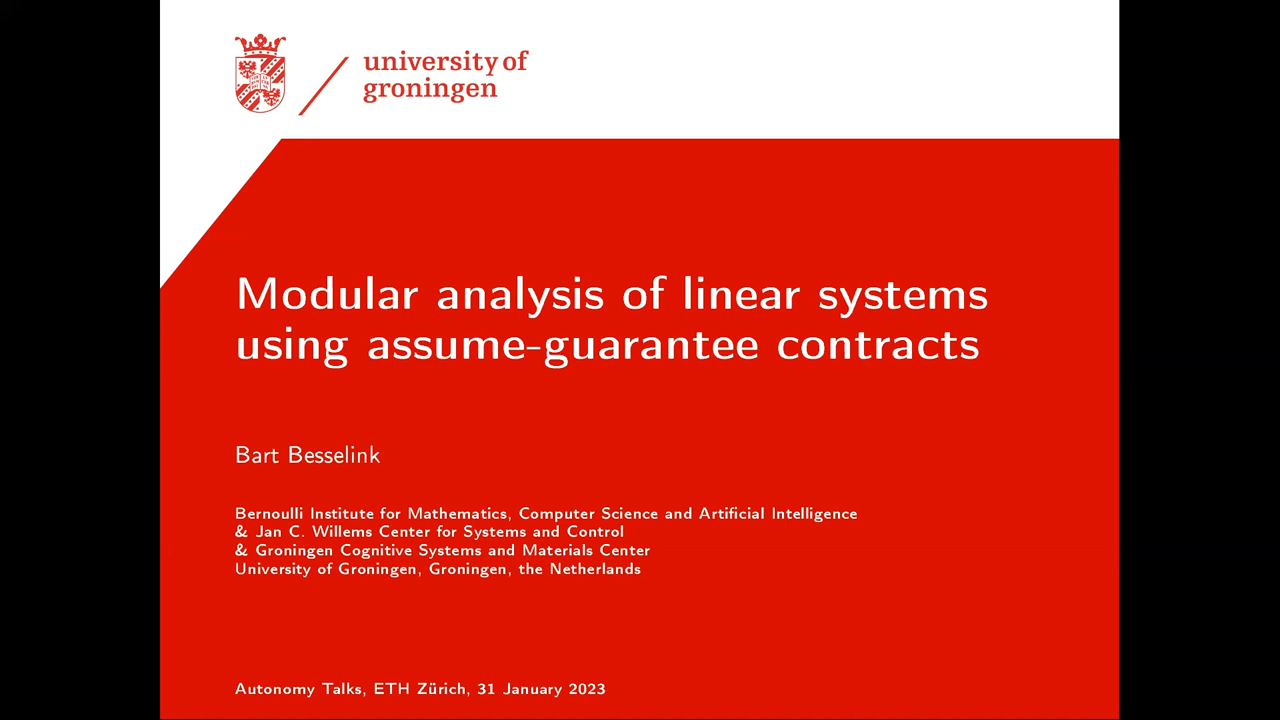 university of
groningen
Modular analysis of linear systems
using assume-guarantee contracts
Bart Besselink
Bernoulli Institute for Mathematics, Computer Science and Artificial Intelligence
& Jan C. Willems Center for Systems and Control
& Groningen Cognitive Systems and Materials Center
University of Groningen, Groningen, the Netherlands
Autonomy Talks, ETH Zürich, 31 January 2023